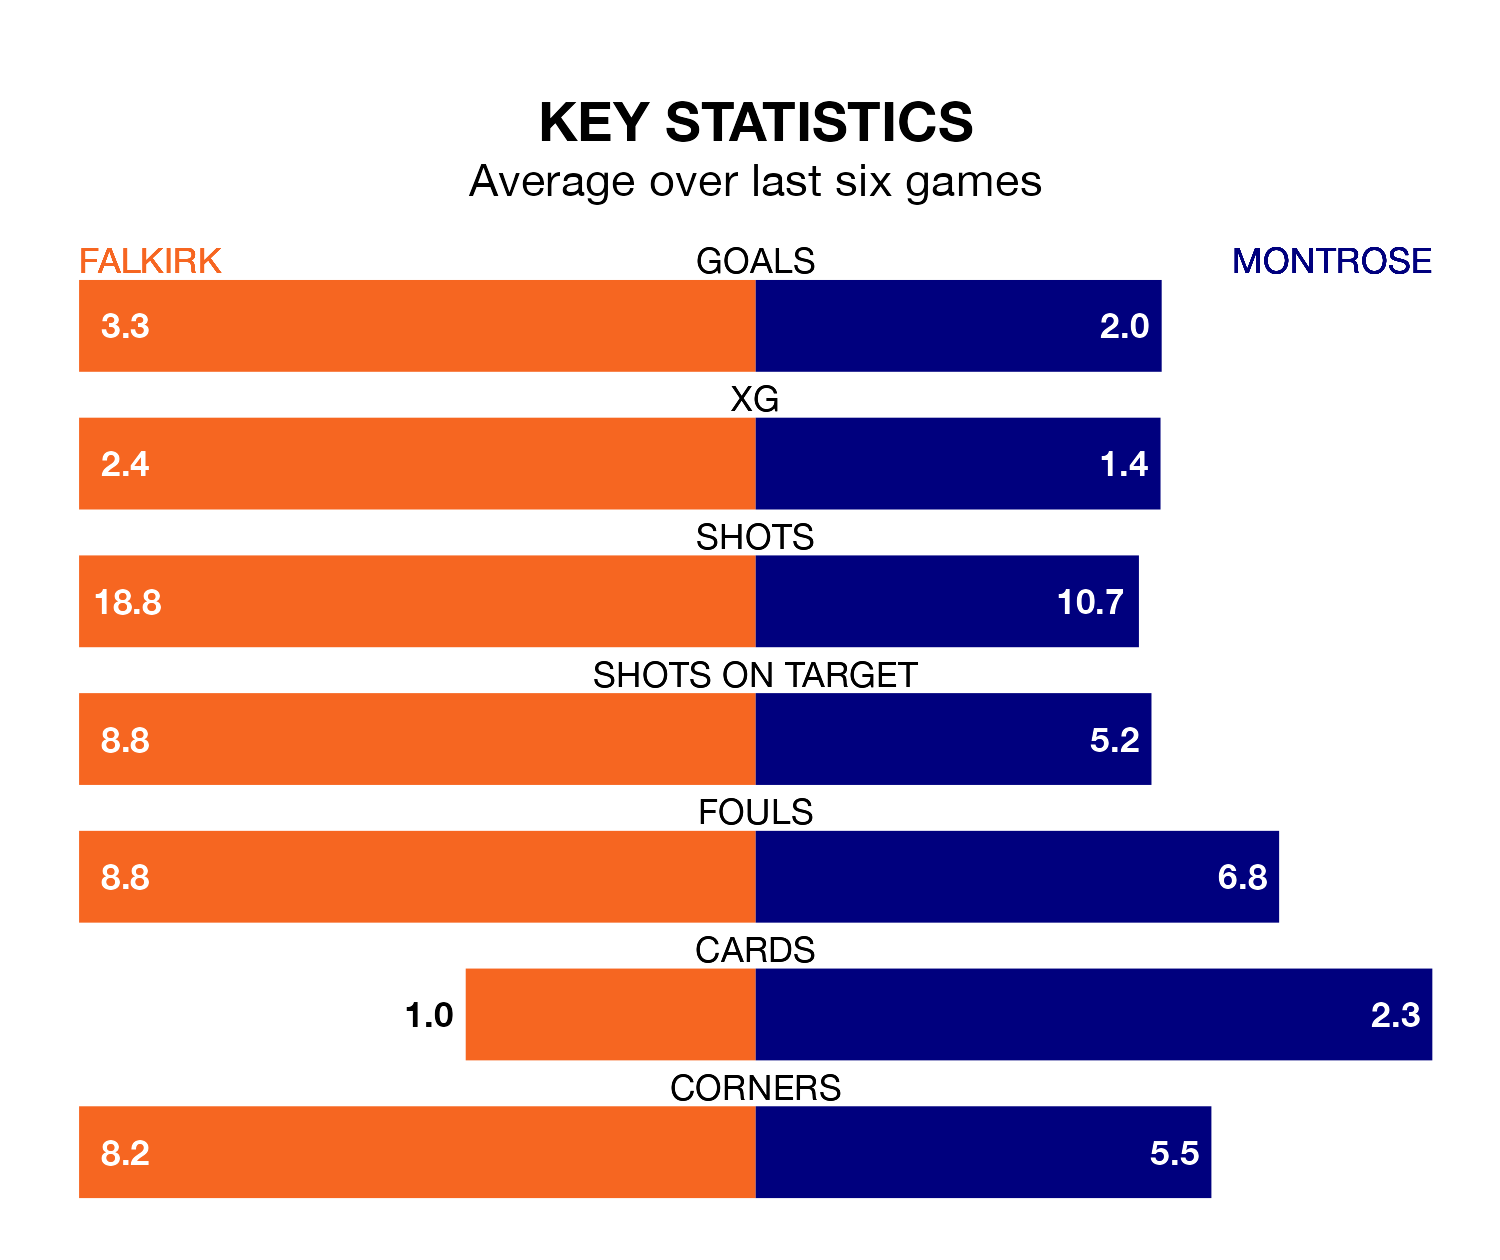 KEY STATISTICS
Average over last six games
FALKIRK GOALS MONTROSE
3.3 2.0
XG
2.4 1.4
SHOTS
18.8 10.7
SHOTS ON TARGET
8.8 5.2
FOULS
8.8 6.8
CARDS
1.0 2.3
CORNERS
8.2 5.5